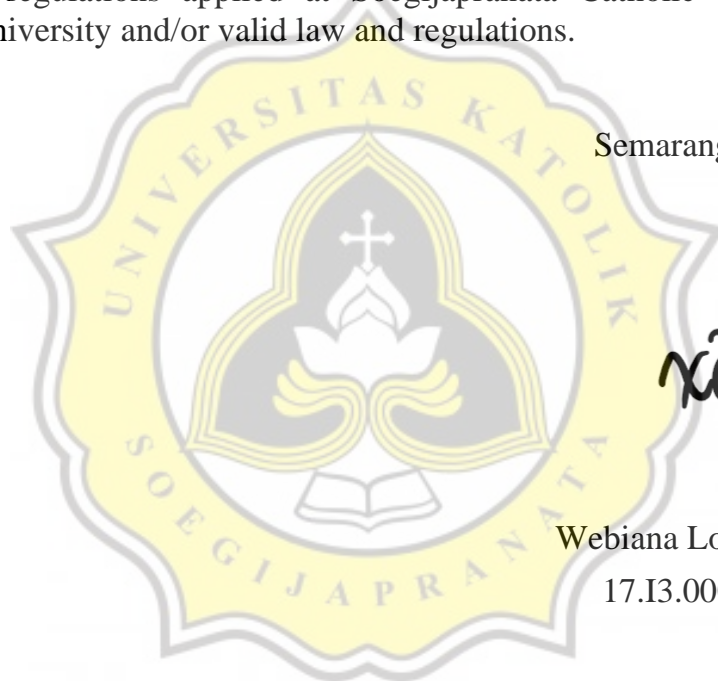 regulations applied at Soegijapranata Catholic
niversity and/or valid law and regulations.
UNIVERSITAS KATOLIK
Semarang
SOEGIJAPRANATA
Webiana Lo
17.I3.00